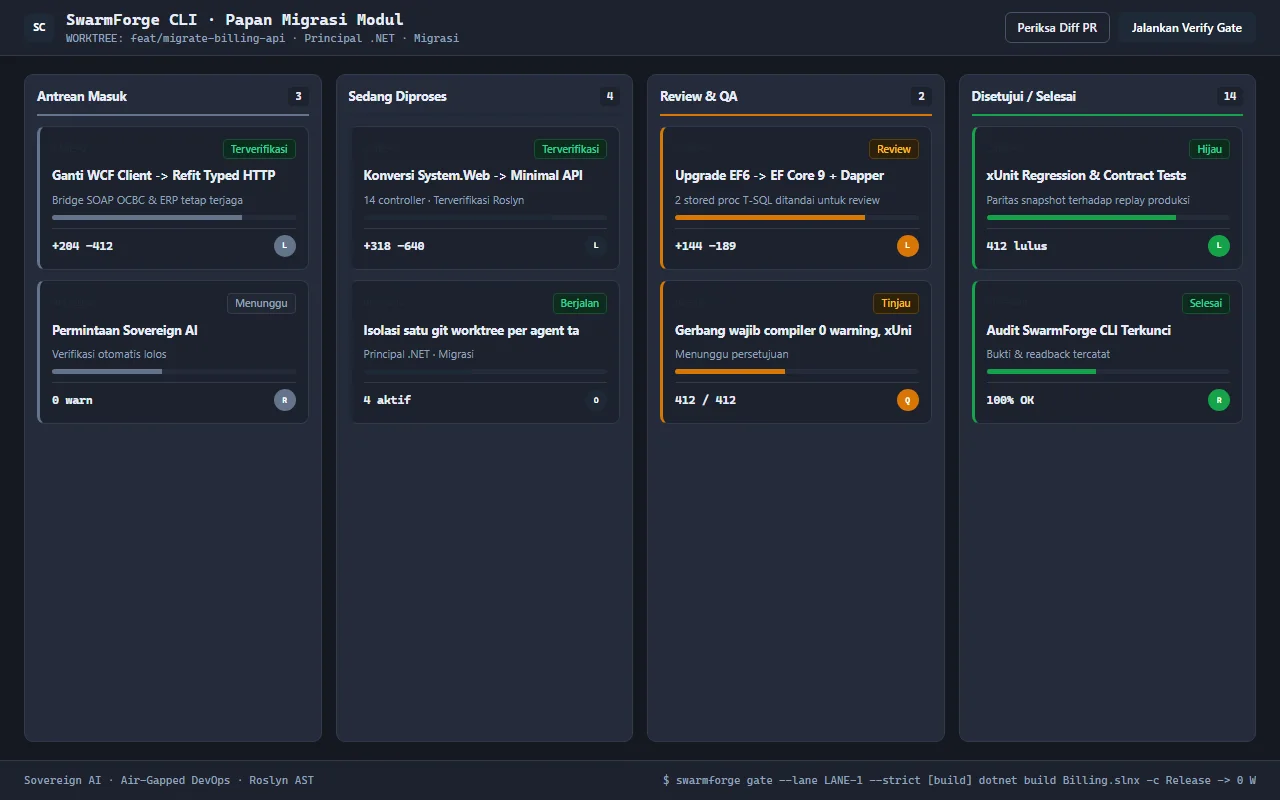 SC
SwarmForge CLI · Papan Migrasi Modul
WORKTREE: feat/migrate-billing-api · Principal .NET · Migrasi
Periksa Diff PR
Jalankan Verify Gate
Antrean Masuk
3
Terverifikasi
Ganti WCF Client -> Refit Typed HTTP
Bridge SOAP OCBC & ERP tetap terjaga
+204 −412
L
Menunggu
Permintaan Sovereign AI
Verifikasi otomatis lolos
0 warn
R
Sedang Diproses
4
Terverifikasi
Konversi System.Web -> Minimal API
14 controller · Terverifikasi Roslyn
+318 −640
L
Berjalan
Isolasi satu git worktree per agent ta
Principal .NET · Migrasi
4 aktif
O
Review & QA
2
Review
Upgrade EF6 -> EF Core 9 + Dapper
2 stored proc T-SQL ditandai untuk review
+144 −189
L
Tinjau
Gerbang wajib compiler 0 warning, xUni
Menunggu persetujuan
412 / 412
Q
Disetujui / Selesai
14
Hijau
xUnit Regression & Contract Tests
Paritas snapshot terhadap replay produksi
412 lulus
L
Selesai
Audit SwarmForge CLI Terkunci
Bukti & readback tercatat
100% OK
R
Sovereign AI · Air-Gapped DevOps · Roslyn AST
$ swarmforge gate --lane LANE-1 --strict [build] dotnet build Billing.slnx -c Release -> 0 W